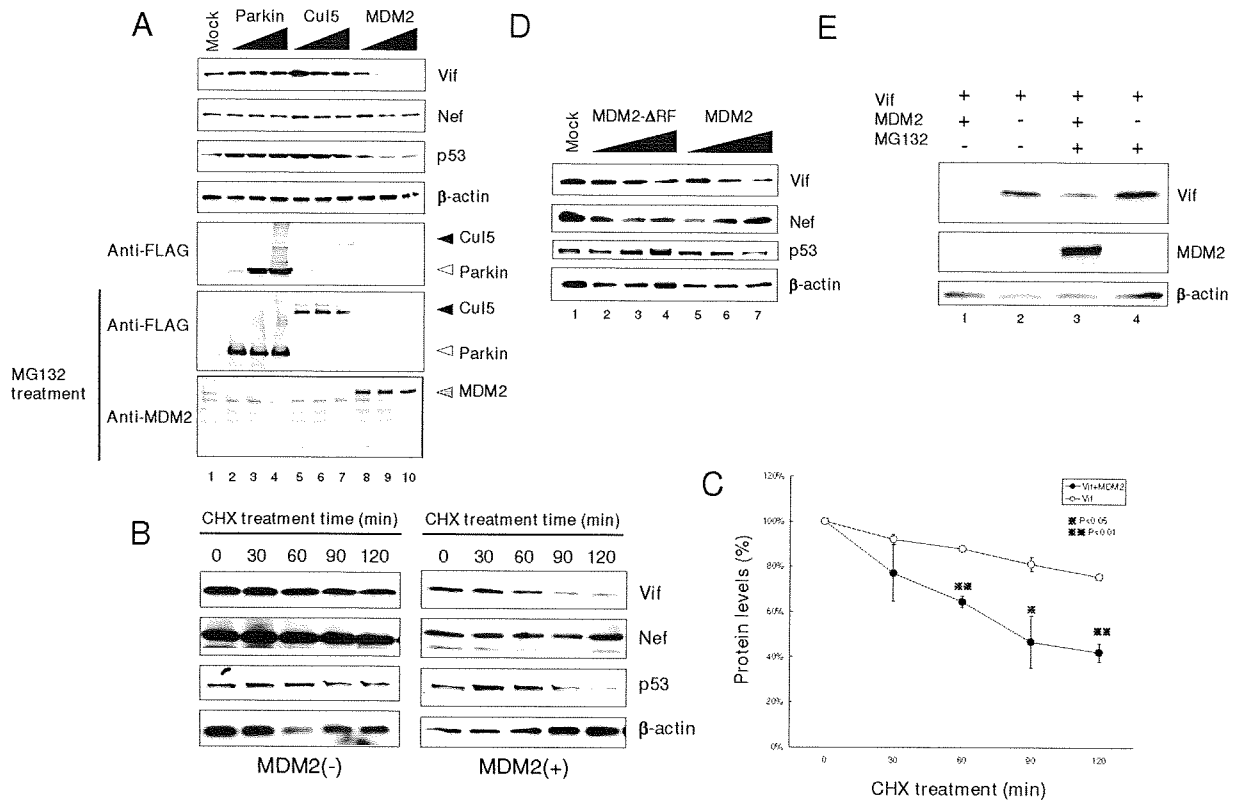 A
Mock
Parkin
Cul5
MDM2
Vif
Nef
p53
β-actin
Anti-FLAG
Cul5
Parkin
MG132 treatment
Anti-FLAG
Cul5
Parkin
Anti-MDM2
MDM2
1 2 3 4 5 6 7 8 9 10
B
CHX treatment time (min)
0 30 60 90 120
CHX treatment time (min)
0 30 60 90 120
Vif
Nef
p53
β-actin
MDM2(-)
MDM2(+)
D
Mock
MDM2-ΔRF
MDM2
Vif
Nef
p53
β-actin
1 2 3 4 5 6 7
E
Vif + + + +
MDM2 + - + -
MG132 - - + +
Vif
MDM2
β-actin
1 2 3 4
C
Protein levels (%)
120%
100%
80%
60%
40%
20%
0%
Vif+MDM2
Vif
※ P<0.05
※※ P<0.01
※※
※
※※
0 30 60 90 120
CHX treatment (min)